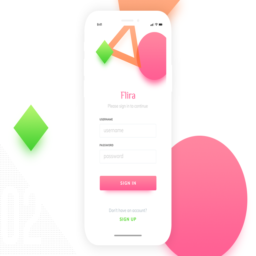 Flira
Please sign in to continue.
USERNAME
username
PASSWORD
password
SIGN IN
Don't have an account?
SIGN UP